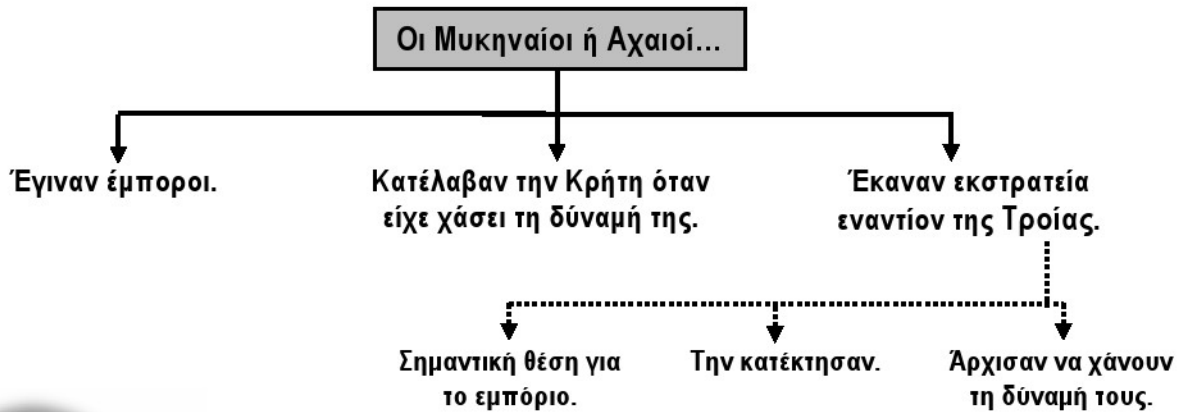 Οι Μυκηναίοι ή Αχαιοί...
Έγιναν έμποροι.
Κατέλαβαν την Κρήτη όταν
είχε χάσει τη δύναμή της.
Έκαναν εκστρατεία
εναντίον της Τροίας.
Σημαντική θέση για
το εμπόριο.
Την κατέκτησαν.
Άρχισαν να χάνουν
τη δύναμή τους.